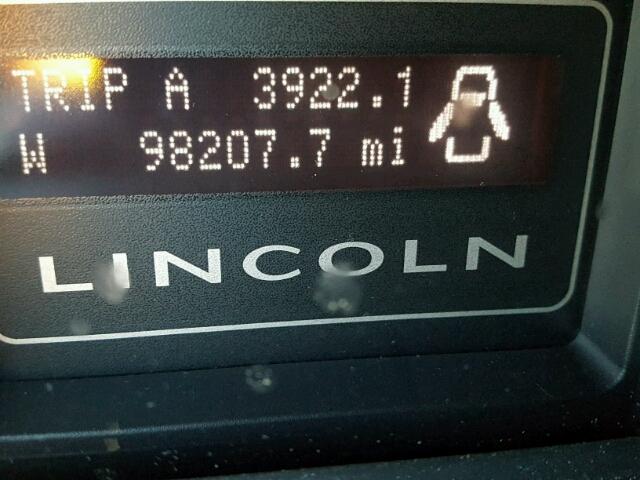 TRIP A 3922.1
W 98207.7 mi
LINCOLN